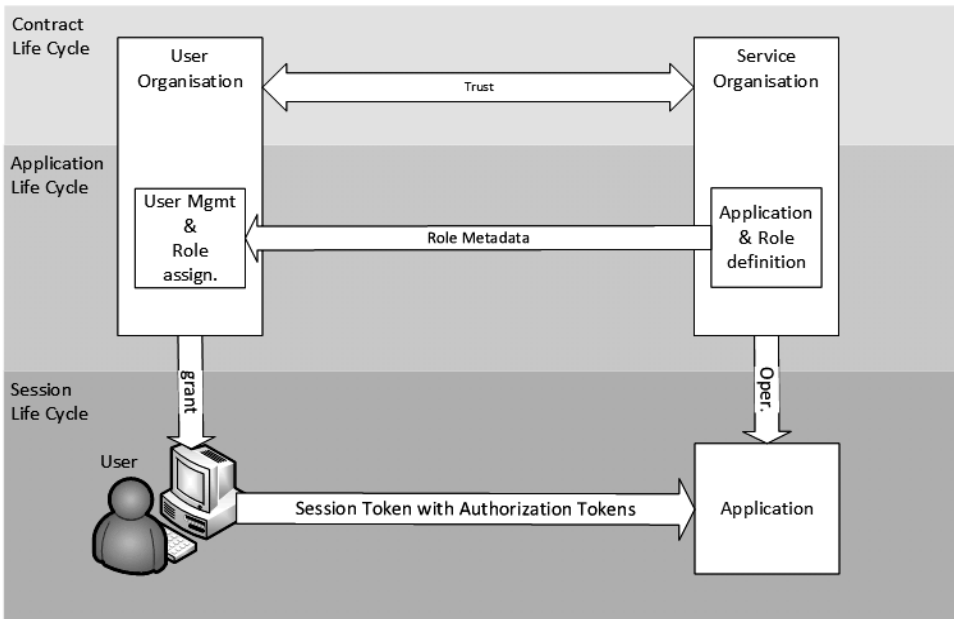 Contract
Life Cycle
User
Organisation
Trust
Service
Organisation
Application
Life Cycle
User Mgmt
&
Role
assign.
Role Metadata
Application
& Role
definition
Session
Life Cycle
grant
Oper.
User
Session Token with Authorization Tokens
Application